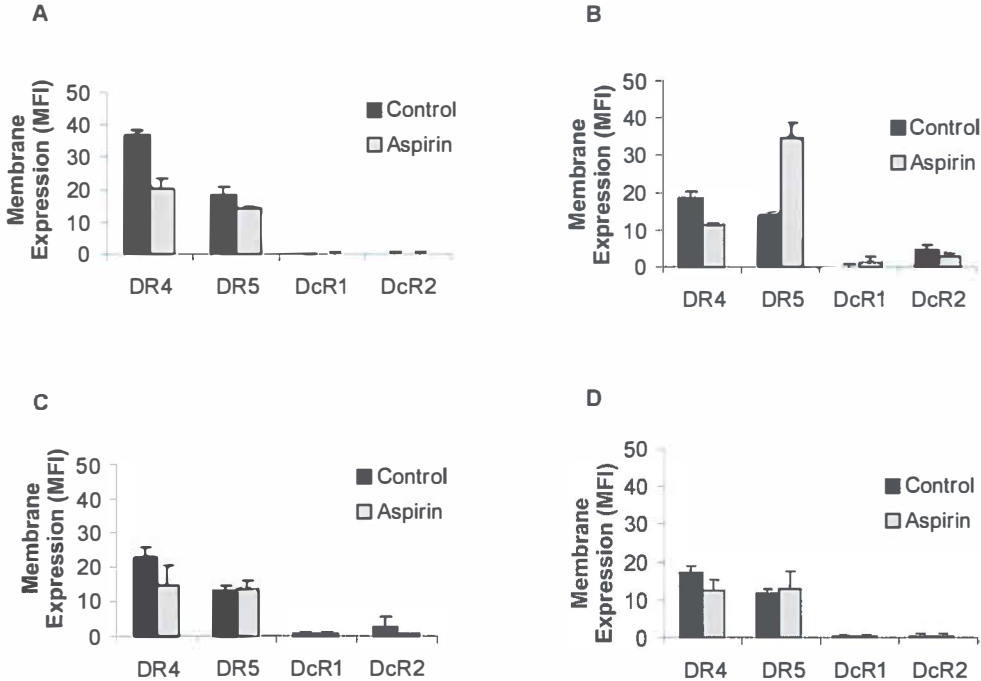 A
Membrane
Expression (MFI)
50
40
30
20
10
0
Control
Aspirin
DR4 DR5 DcR1 DcR2
B
Membrane
Expression (MFI)
50
40
30
20
10
0
Control
Aspirin
DR4 DR5 DcR1 DcR2
C
Membrane
Expression (MFI)
50
40
30
20
10
0
Control
Aspirin
DR4 DR5 DcR1 DcR2
D
Membrane
Expression (MFI)
50
40
30
20
10
0
Control
Aspirin
DR4 DR5 DcR1 DcR2